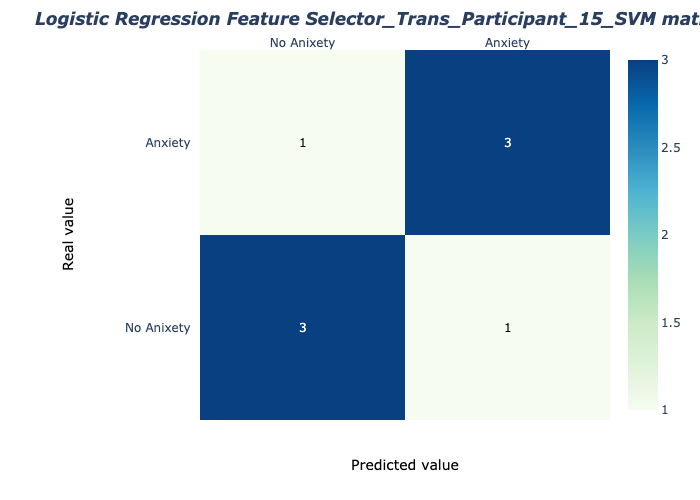 Logistic Regression Feature Selector_Trans_Participant_15_SVM mat
No Anixety Anxiety
3
Anxiety 1 3
2.5
Real value
2
No Anixety 3 1
1.5
1
Predicted value